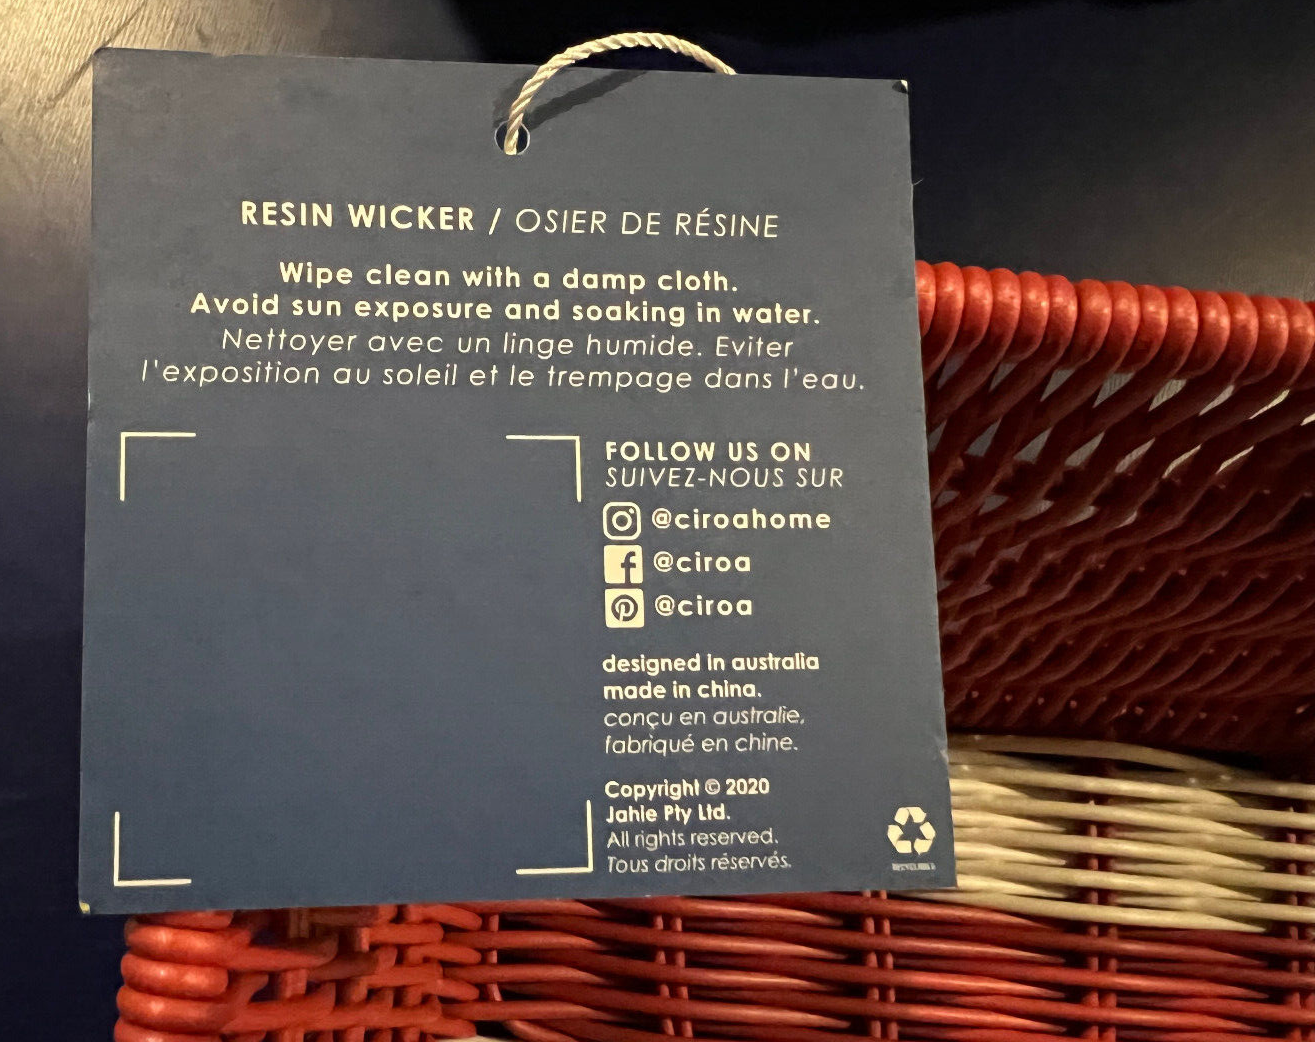 RESIN WICKER / OSIER DE RÉSINE
Wipe clean with a damp cloth.
Avoid sun exposure and soaking in water.
Nettoyer avec un linge humide. Eviter
l'exposition au soleil et le trempage dans l'eau.
FOLLOW US ON
SUIVEZ-NOUS SUR
@ciroahome
@ciroa
@ciroa
designed in australia
made in china.
conçu en australie.
fabriqué en chine.
Copyright © 2020
Jahle Pty Ltd.
All rights reserved.
Tous droits réservés.